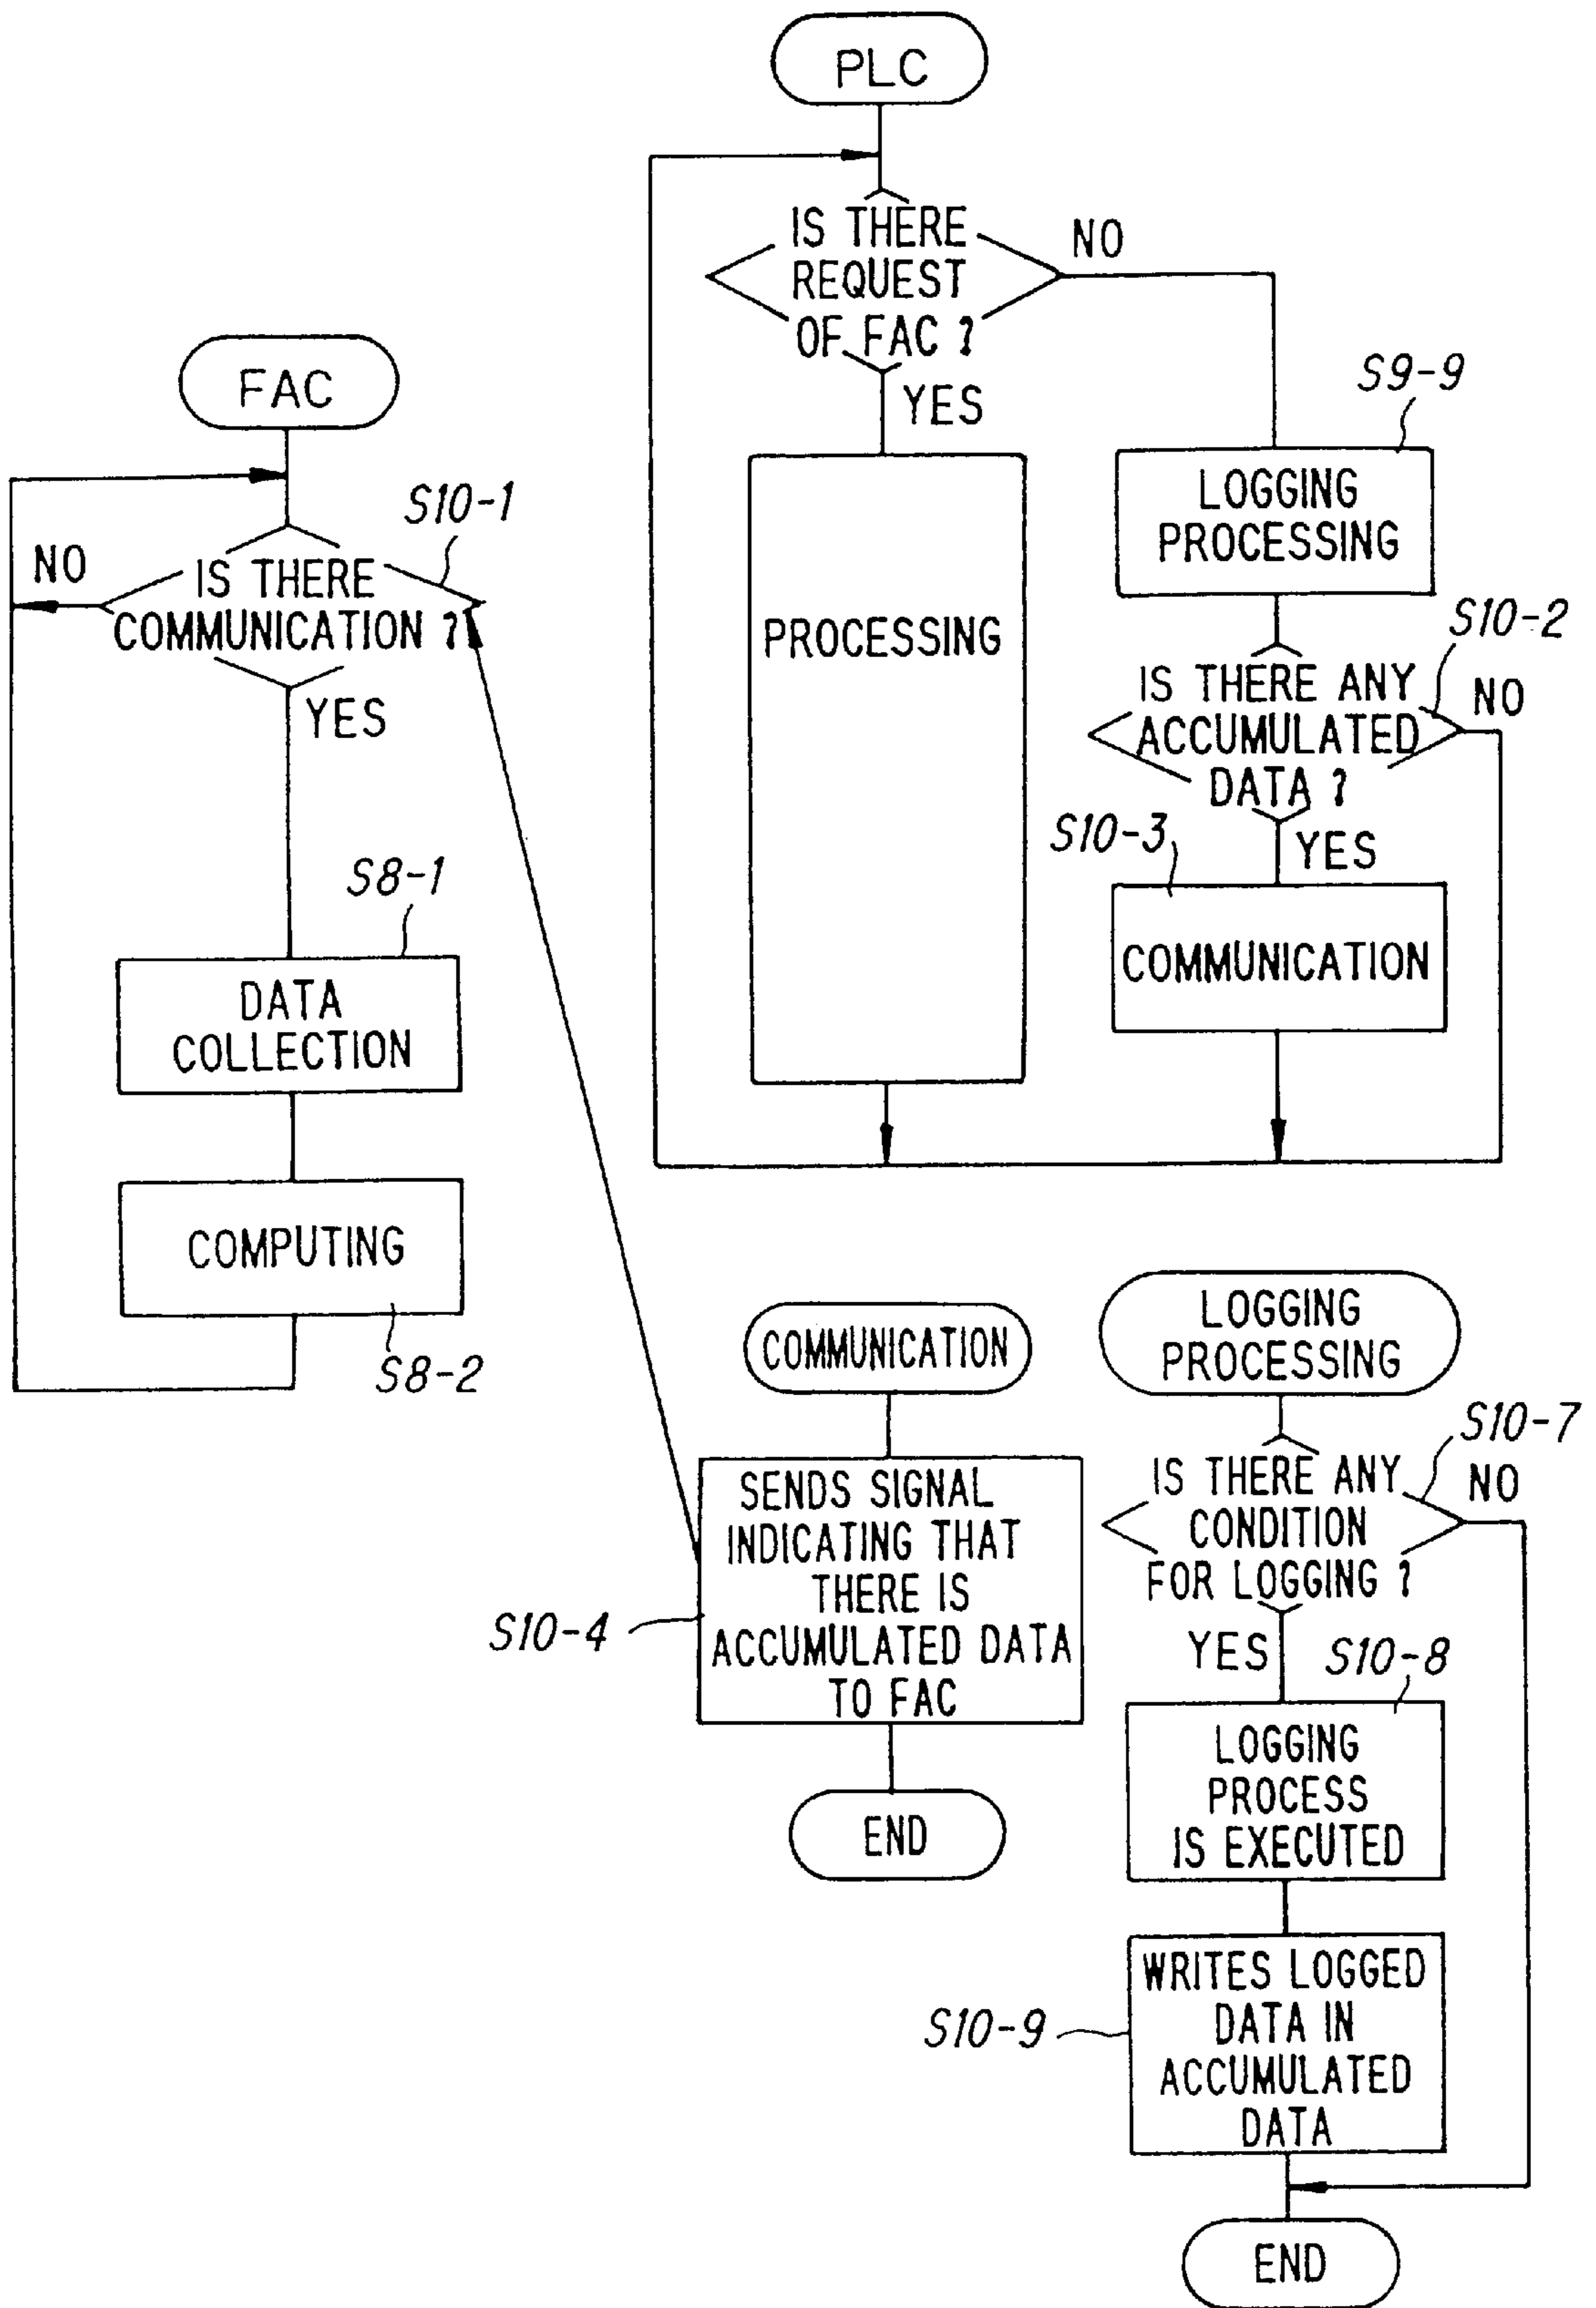 PLC
IS THERE
REQUEST
OF FAC ?
NO
YES
PROCESSING
S9-9
LOGGING
PROCESSING
S10-2
IS THERE ANY
ACCUMULATED
DATA ?
NO
YES
S10-3
COMMUNICATION
FAC
S10-1
NO
IS THERE
COMMUNICATION ?
YES
S8-1
DATA
COLLECTION
COMPUTING
S8-2
COMMUNICATION
SENDS SIGNAL
INDICATING THAT
THERE IS
ACCUMULATED DATA
TO FAC
S10-4
END
LOGGING
PROCESSING
S10-7
IS THERE ANY
CONDITION
FOR LOGGING ?
NO
YES
S10-8
LOGGING
PROCESS
IS EXECUTED
WRITES LOGGED
DATA IN
ACCUMULATED
DATA
S10-9
END